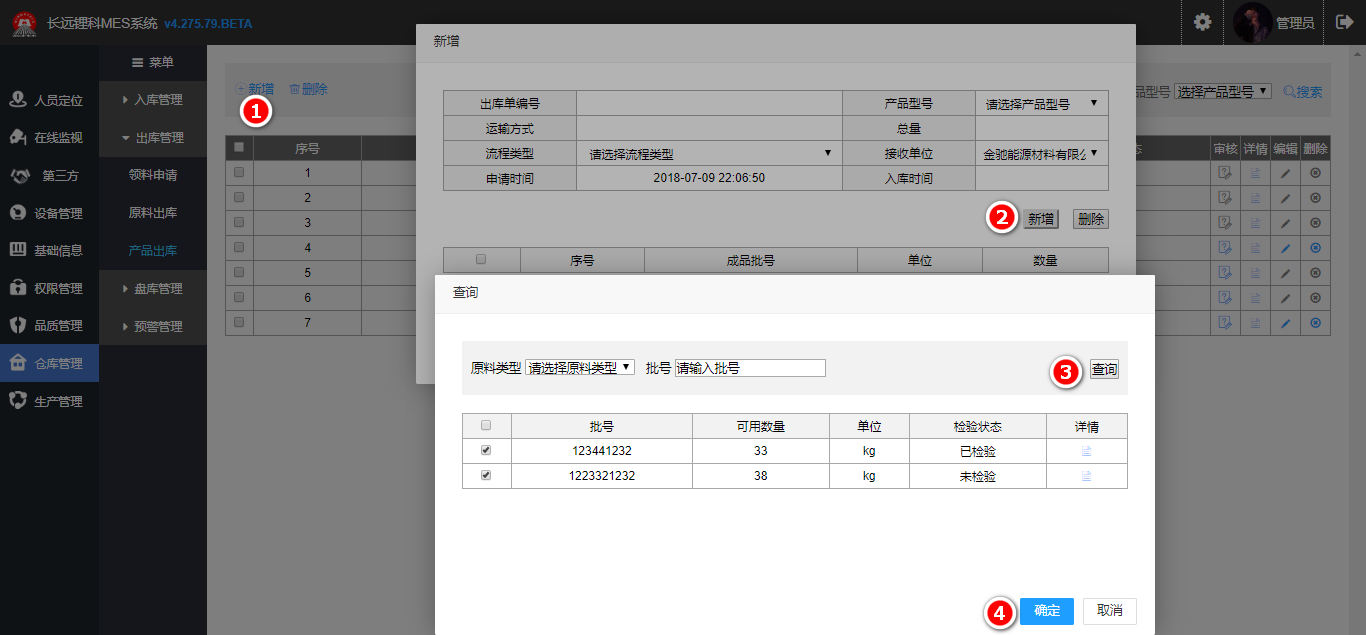 长远锂科MES系统 v4.275.79.BETA
管理员
菜单
人员定位
在线监视
第三方
设备管理
基础信息
权限管理
品质管理
仓库管理
生产管理
入库管理
出库管理
领料申请
原料出库
产品出库
盘库管理
预警管理
新增 删除
1
品型号 选择产品型号 搜索
序号 态 审核 详情 编辑 删除
1
2
3
4
5
6
7
新增
出库单编号 产品型号 请选择产品型号
运输方式 总量
流程类型 请选择流程类型 接收单位 金驰能源材料有限公
申请时间 2018-07-09 22:06:50 入库时间
2 新增 删除
序号 成品批号 单位 数量
查询
原料类型 请选择原料类型 批号 请输入批号 3 查询
批号 可用数量 单位 检验状态 详情
123441232 33 kg 已检验
1223321232 38 kg 未检验
4 确定 取消